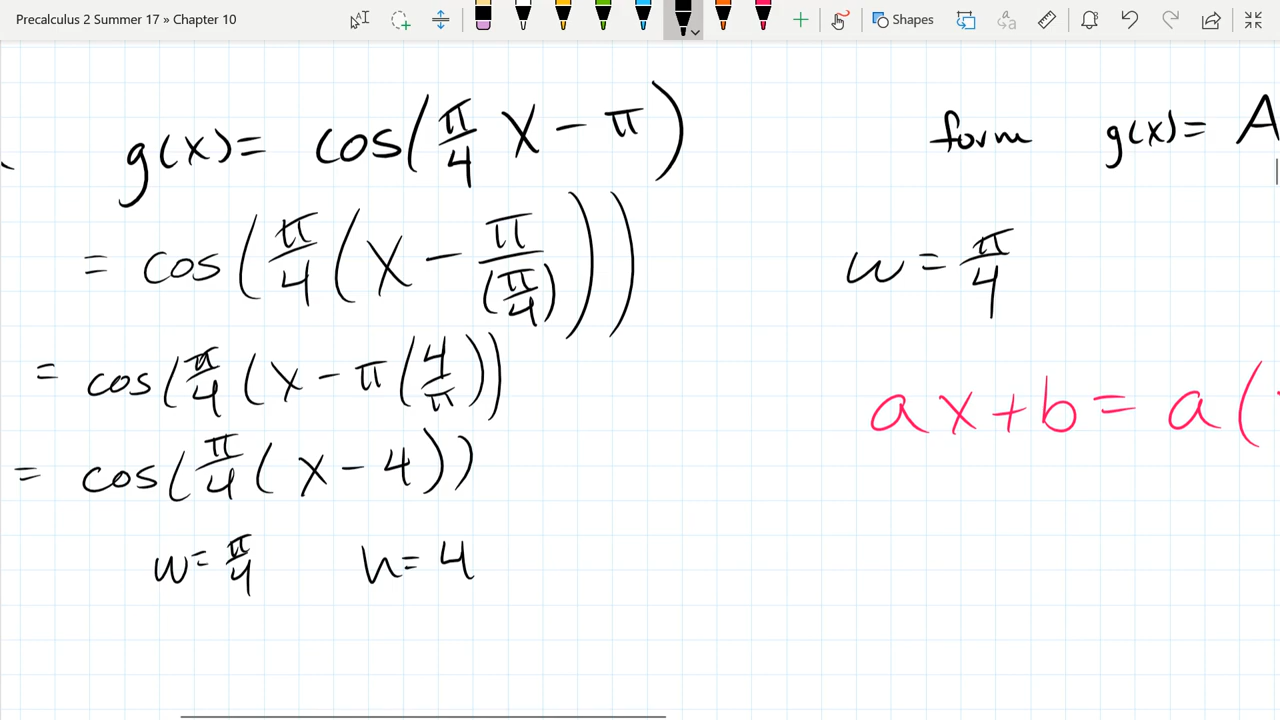 Precalculus 2 Summer 17 » Chapter 10
Shapes
g(x)= cos(π/4 x − π)
= cos(π/4(x − π/(π/4)))
= cos(π/4(x − π(4/π)))
= cos(π/4(x − 4))
w= π/4 h= 4
form g(x)= A
w = π/4
ax+b= a(